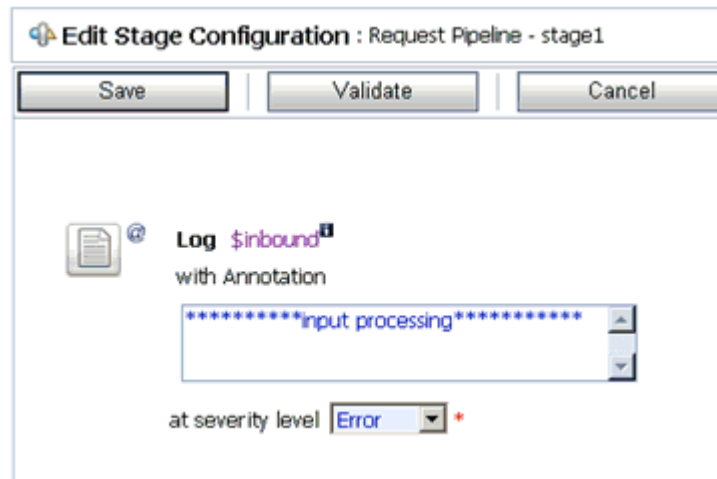 Edit Stage Configuration : Request Pipeline - stage1
Save Validate Cancel
@ Log $inbound
with Annotation
**********input processing***********
at severity level Error *